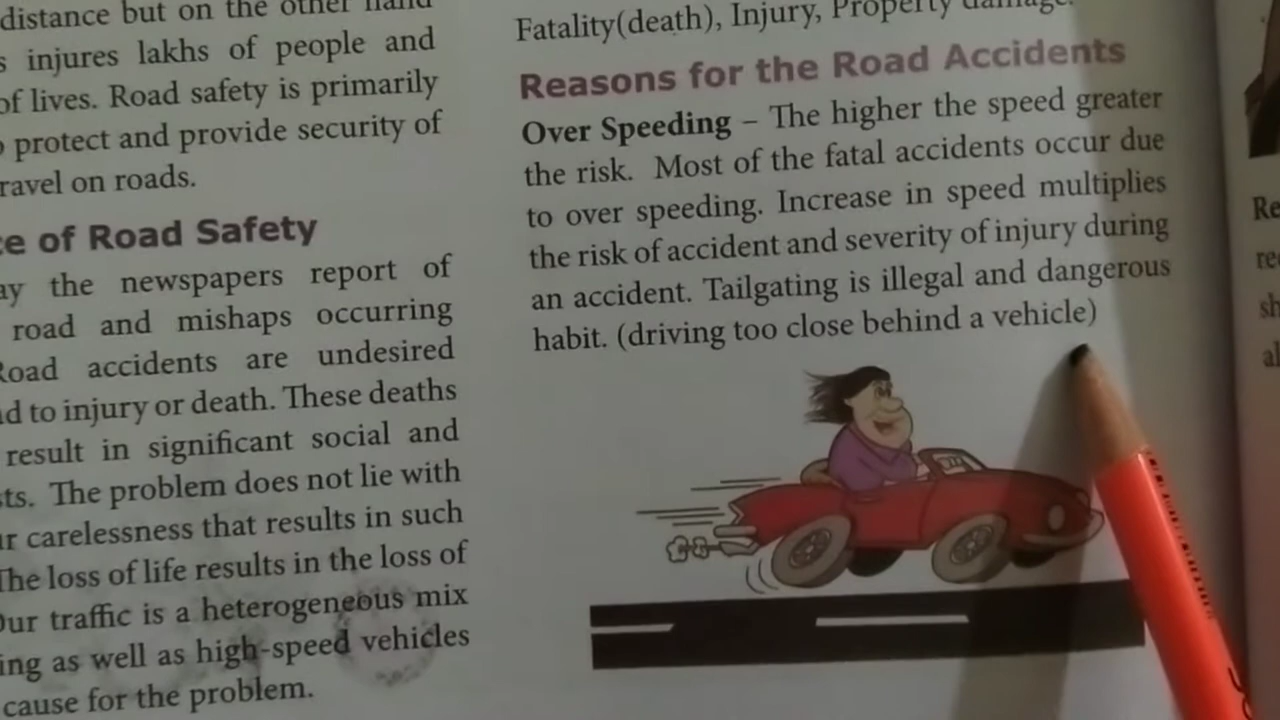 distance but on the other hand
injures lakhs of people and
of lives. Road safety is primarily
protect and provide security of
ravel on roads.
of Road Safety
the newspapers report of
road and mishaps occurring
Road accidents are undesired
to injury or death. These deaths
result in significant social and
The problem does not lie with
carelessness that results in such
The loss of life results in the loss of
Our traffic is a heterogeneous mix
as well as high-speed vehicles
cause for the problem.
Fatality(death), Injury, Property damage.
Reasons for the Road Accidents
Over Speeding – The higher the speed greater
the risk. Most of the fatal accidents occur due
to over speeding. Increase in speed multiplies
the risk of accident and severity of injury during
an accident. Tailgating is illegal and dangerous
habit. (driving too close behind a vehicle)